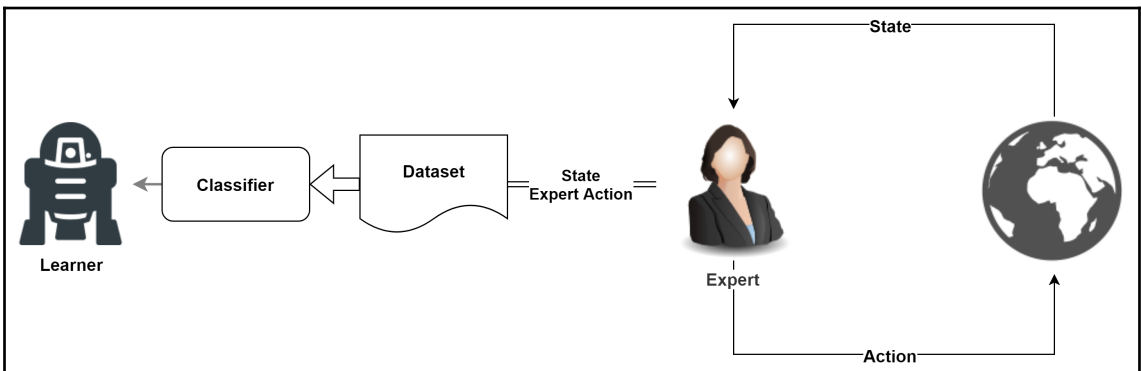 State
Classifier
Dataset
State
Expert Action
Learner
Expert
Action